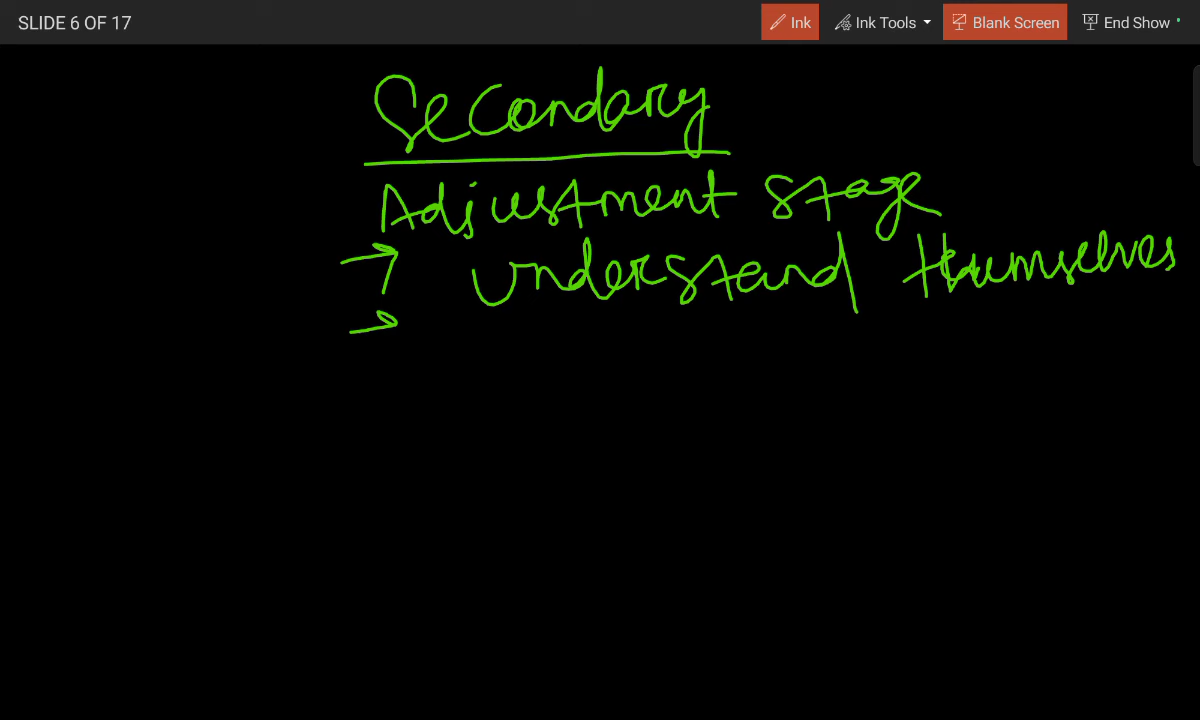 SLIDE 6 OF 17 Ink Ink Tools Blank Screen End Show
Secondary
Adjustment stage
→ Understand themselves
→